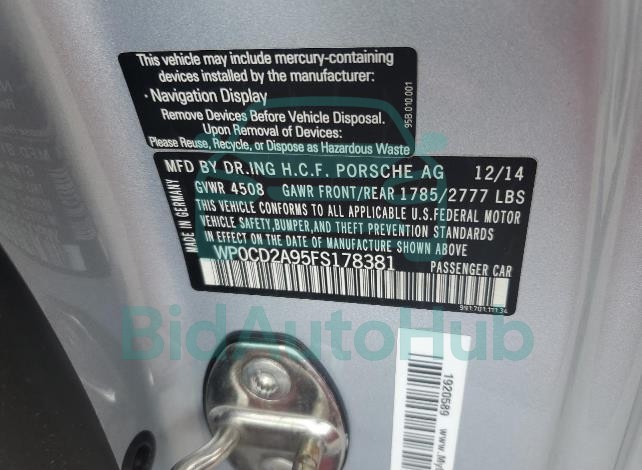 This vehicle may include mercury-containing
devices installed by the manufacturer:
· Navigation Display
Remove Devices Before Vehicle Disposal.
Upon Removal of Devices:
Please Reuse, Recycle, or Dispose as Hazardous Waste
95B.010.001
MFD BY DR.ING H.C.F. PORSCHE AG 12/14
GVWR 4508 GAWR FRONT/REAR 1785/2777 LBS
THIS VEHICLE CONFORMS TO ALL APPLICABLE U.S.FEDERAL MOTOR
VEHICLE SAFETY,BUMPER,AND THEFT PREVENTION STANDARDS
IN EFFECT ON THE DATE OF MANUFACTURE SHOWN ABOVE.
WP0CD2A95FS178381 PASSENGER CAR
MADE IN GERMANY
99170111134
BidAutoHub
1920589